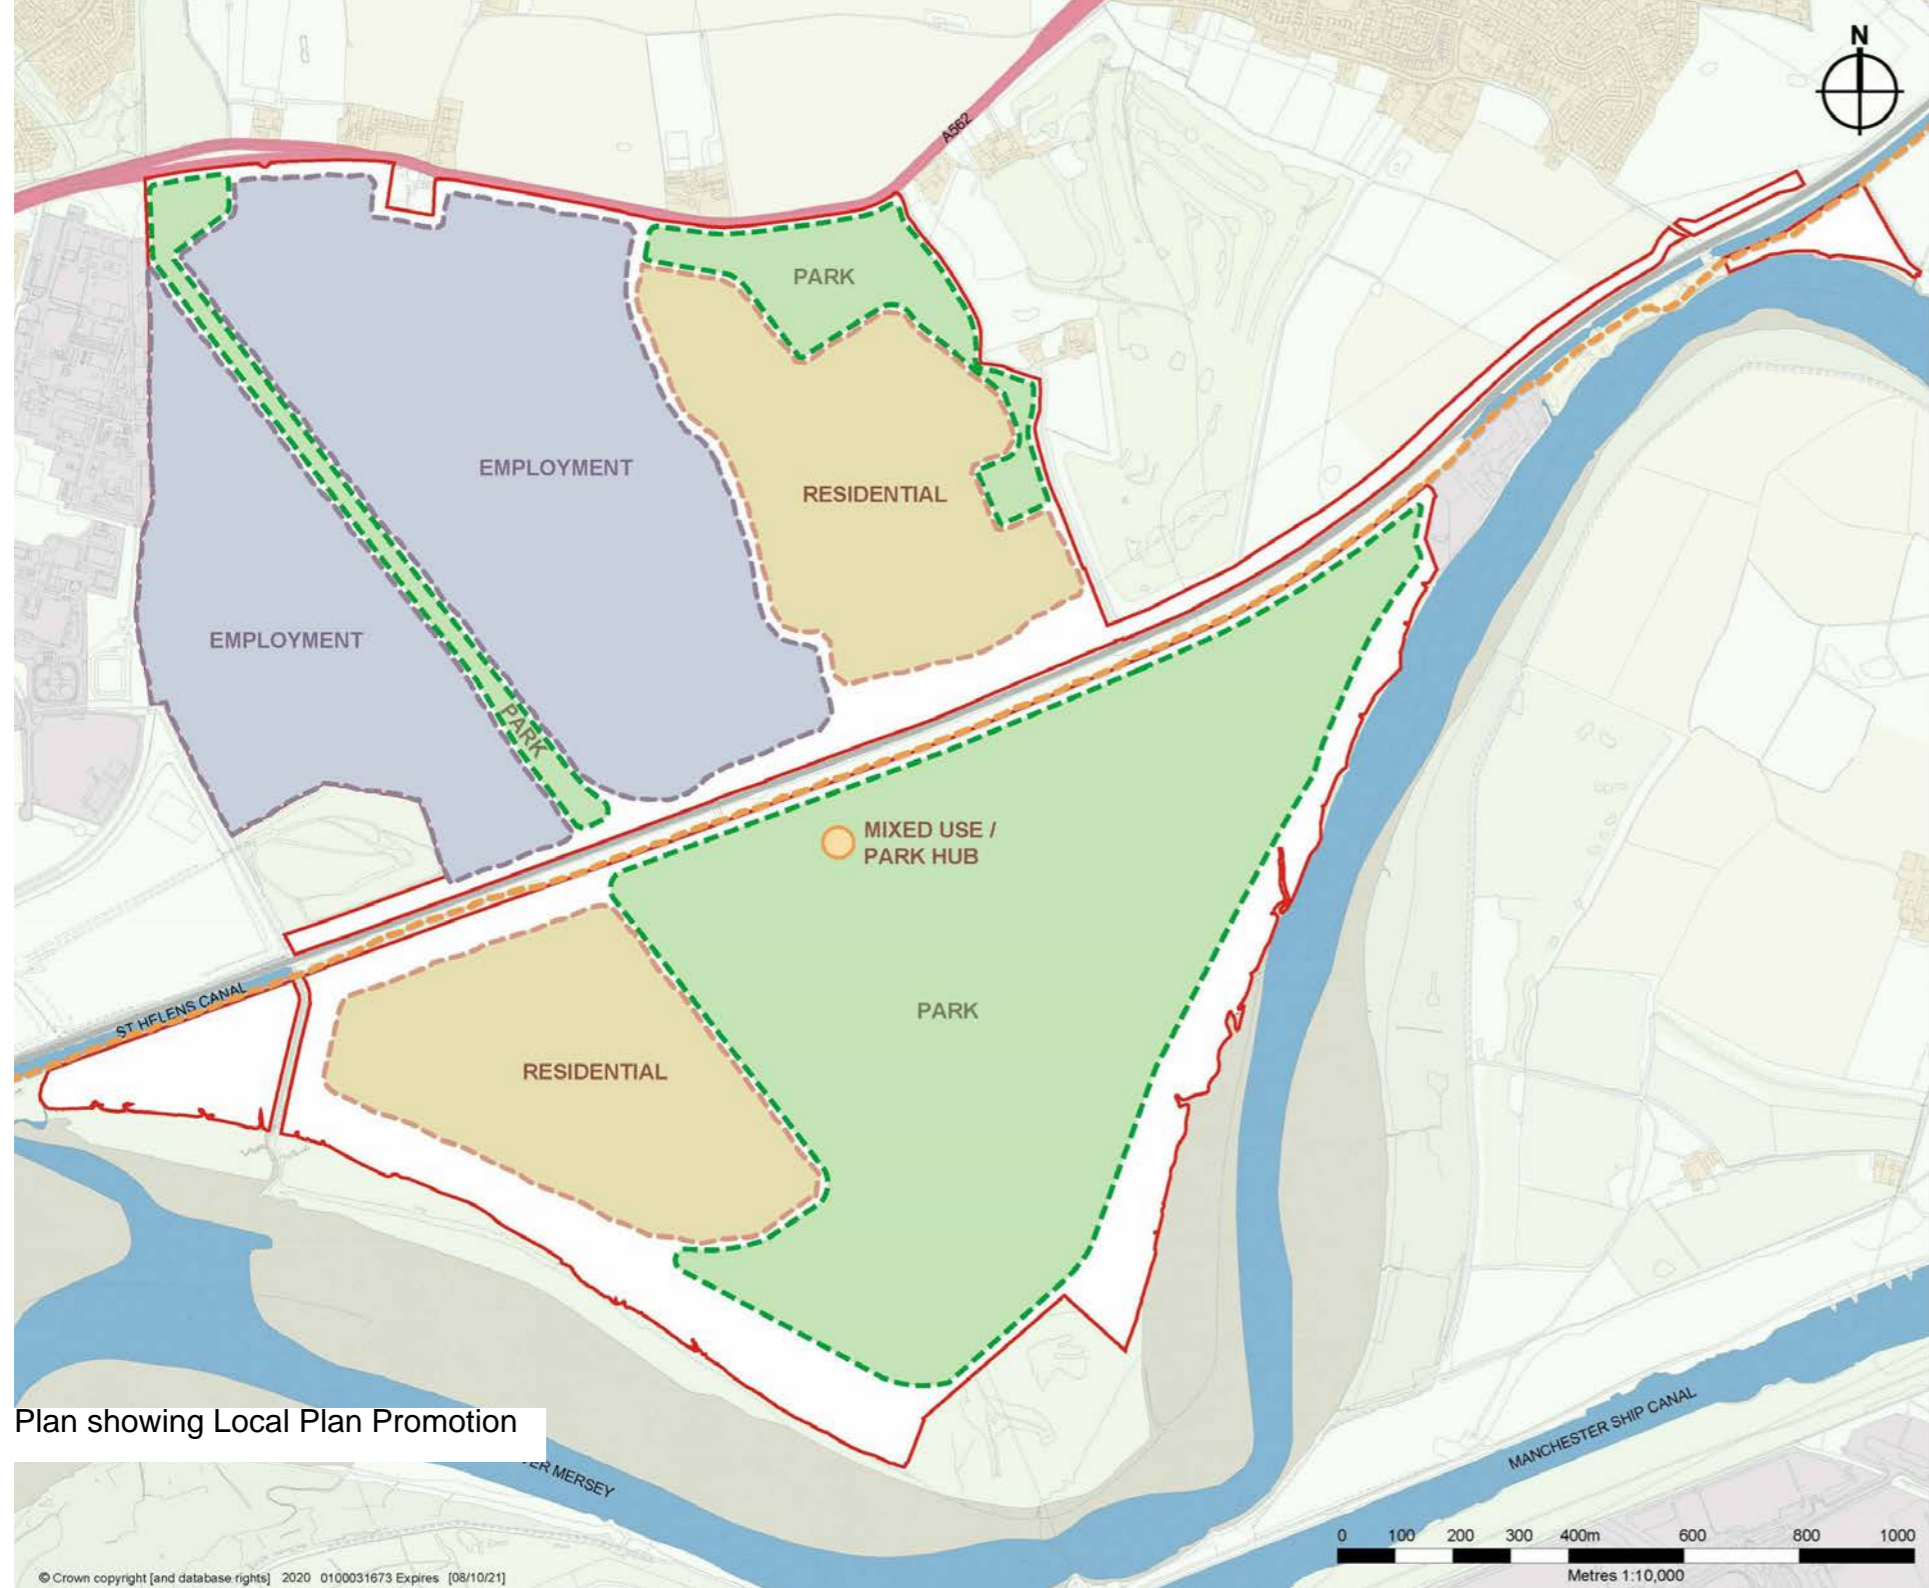 N
A562
PARK
EMPLOYMENT
RESIDENTIAL
EMPLOYMENT
PARK
MIXED USE /
PARK HUB
ST HELENS CANAL
PARK
RESIDENTIAL
MANCHESTER SHIP CANAL
Plan showing Local Plan Promotion
MERSEY
0 100 200 300 400m 600 800 1000
Metres 1:10,000
© Crown copyright [and database rights] 2020 0100031673 Expires [08/10/21]